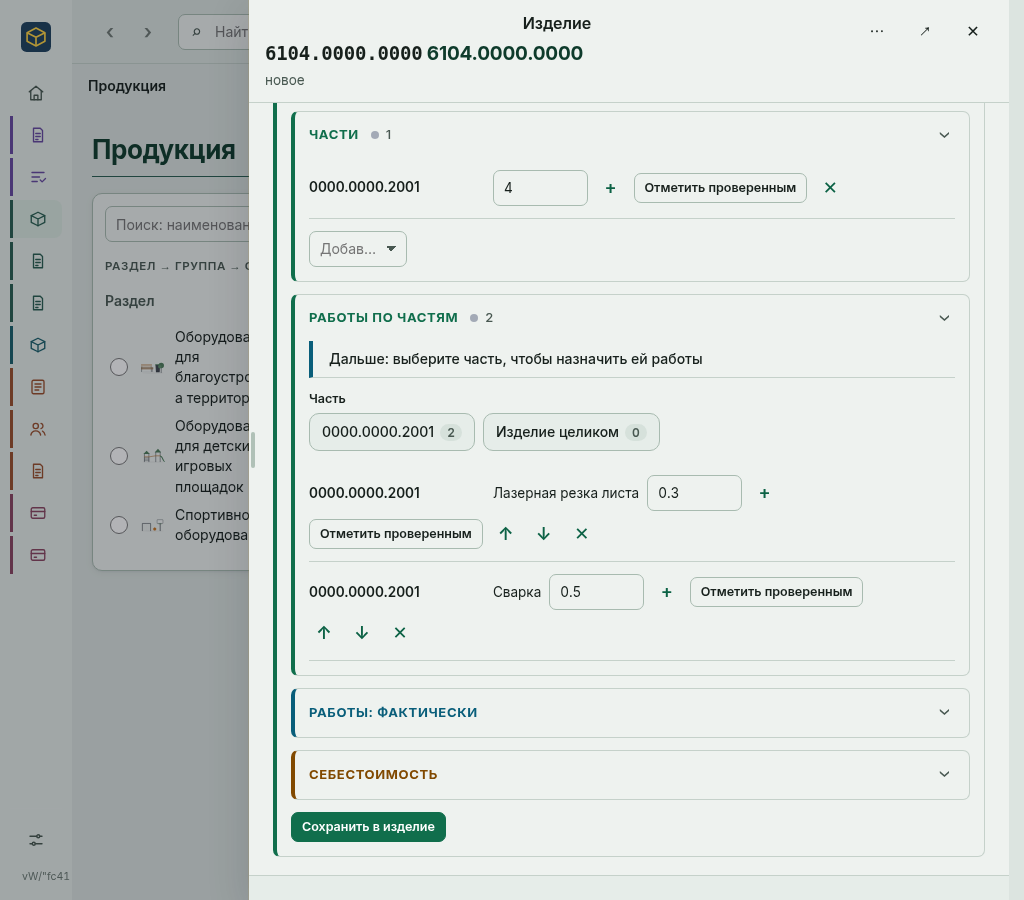 Изделие
6104.0000.0000 6104.0000.0000
новое
Найт
Продукция
Продукция
Поиск: наименован
РАЗДЕЛ → ГРУППА →
Раздел
Оборудова
для
благоустро
а территор
Оборудова
для детски
игровых
площадок
Спортивно
оборудова
vW/"fc41
ЧАСТИ 1
0000.0000.2001 4 + Отметить проверенным ✕
Добав...
РАБОТЫ ПО ЧАСТЯМ 2
Дальше: выберите часть, чтобы назначить ей работы
Часть
0000.0000.2001 2 Изделие целиком 0
0000.0000.2001 Лазерная резка листа 0.3 +
Отметить проверенным ↑ ↓ ✕
0000.0000.2001 Сварка 0.5 + Отметить проверенным
↑ ↓ ✕
РАБОТЫ: ФАКТИЧЕСКИ
СЕБЕСТОИМОСТЬ
Сохранить в изделие